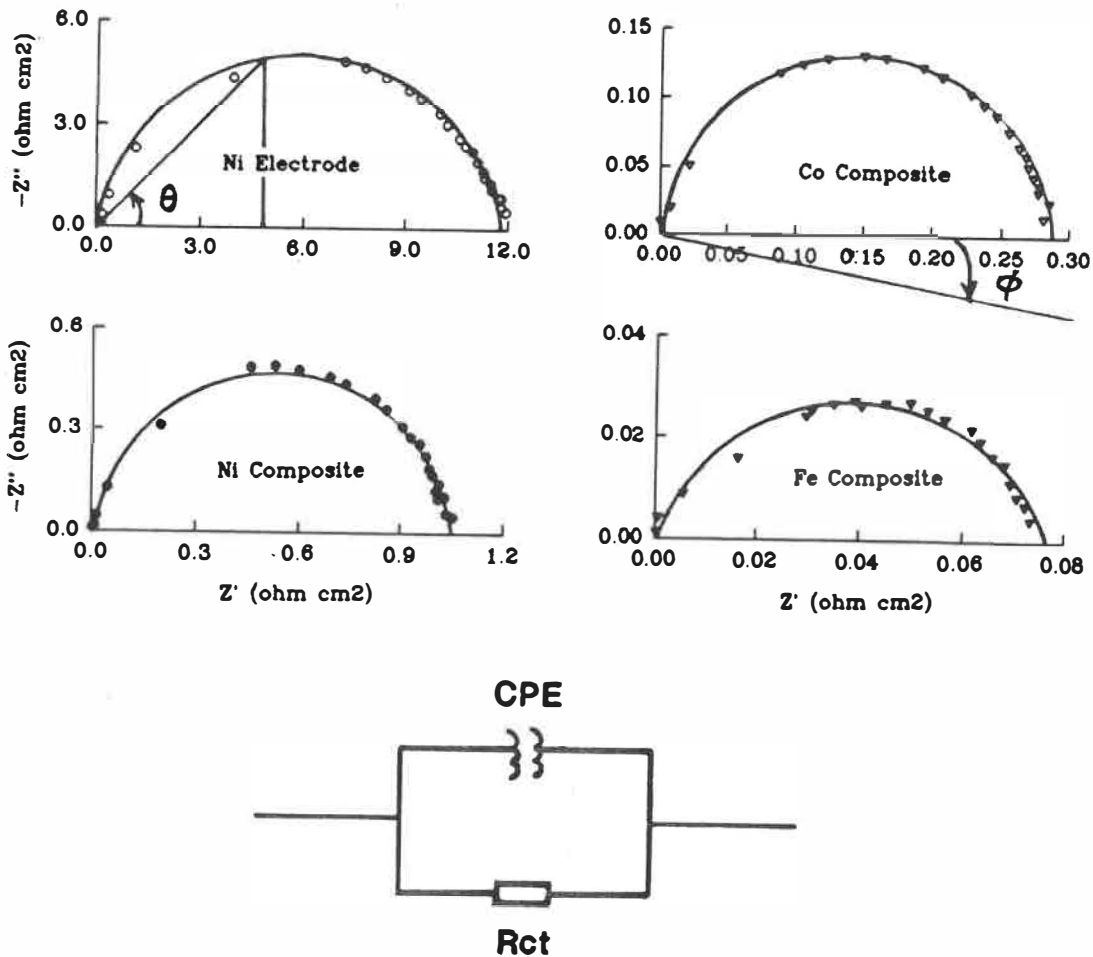 -Z" (ohm cm2)
6.0
3.0
0.0
Ni Electrode
θ
0.0 3.0 6.0 9.0 12.0
0.15
0.10
0.05
0.00
Co Composite
0.00 0.05 0.10 0.15 0.20 0.25 0.30
ϕ
-Z" (ohm cm2)
0.6
0.3
0.0
Ni Composite
0.0 0.3 0.6 0.9 1.2
Z' (ohm cm2)
0.04
0.02
0.00
Fe Composite
0.00 0.02 0.04 0.06 0.08
Z' (ohm cm2)
CPE
Rct